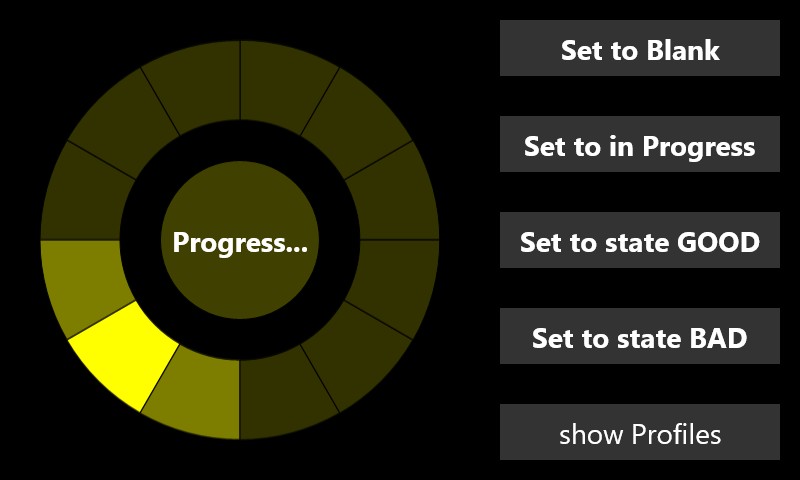 Progress...
Set to Blank
Set to in Progress
Set to state GOOD
Set to state BAD
show Profiles